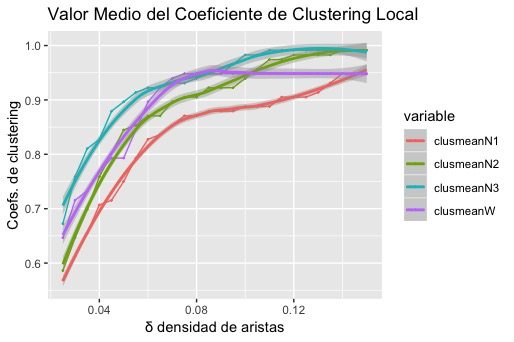 Valor Medio del Coeficiente de Clustering Local
Coefs. de clustering
1.0
0.9
0.8
0.7
0.6
0.04
0.08
0.12
δ densidad de aristas
variable
clusmeanN1
clusmeanN2
clusmeanN3
clusmeanW